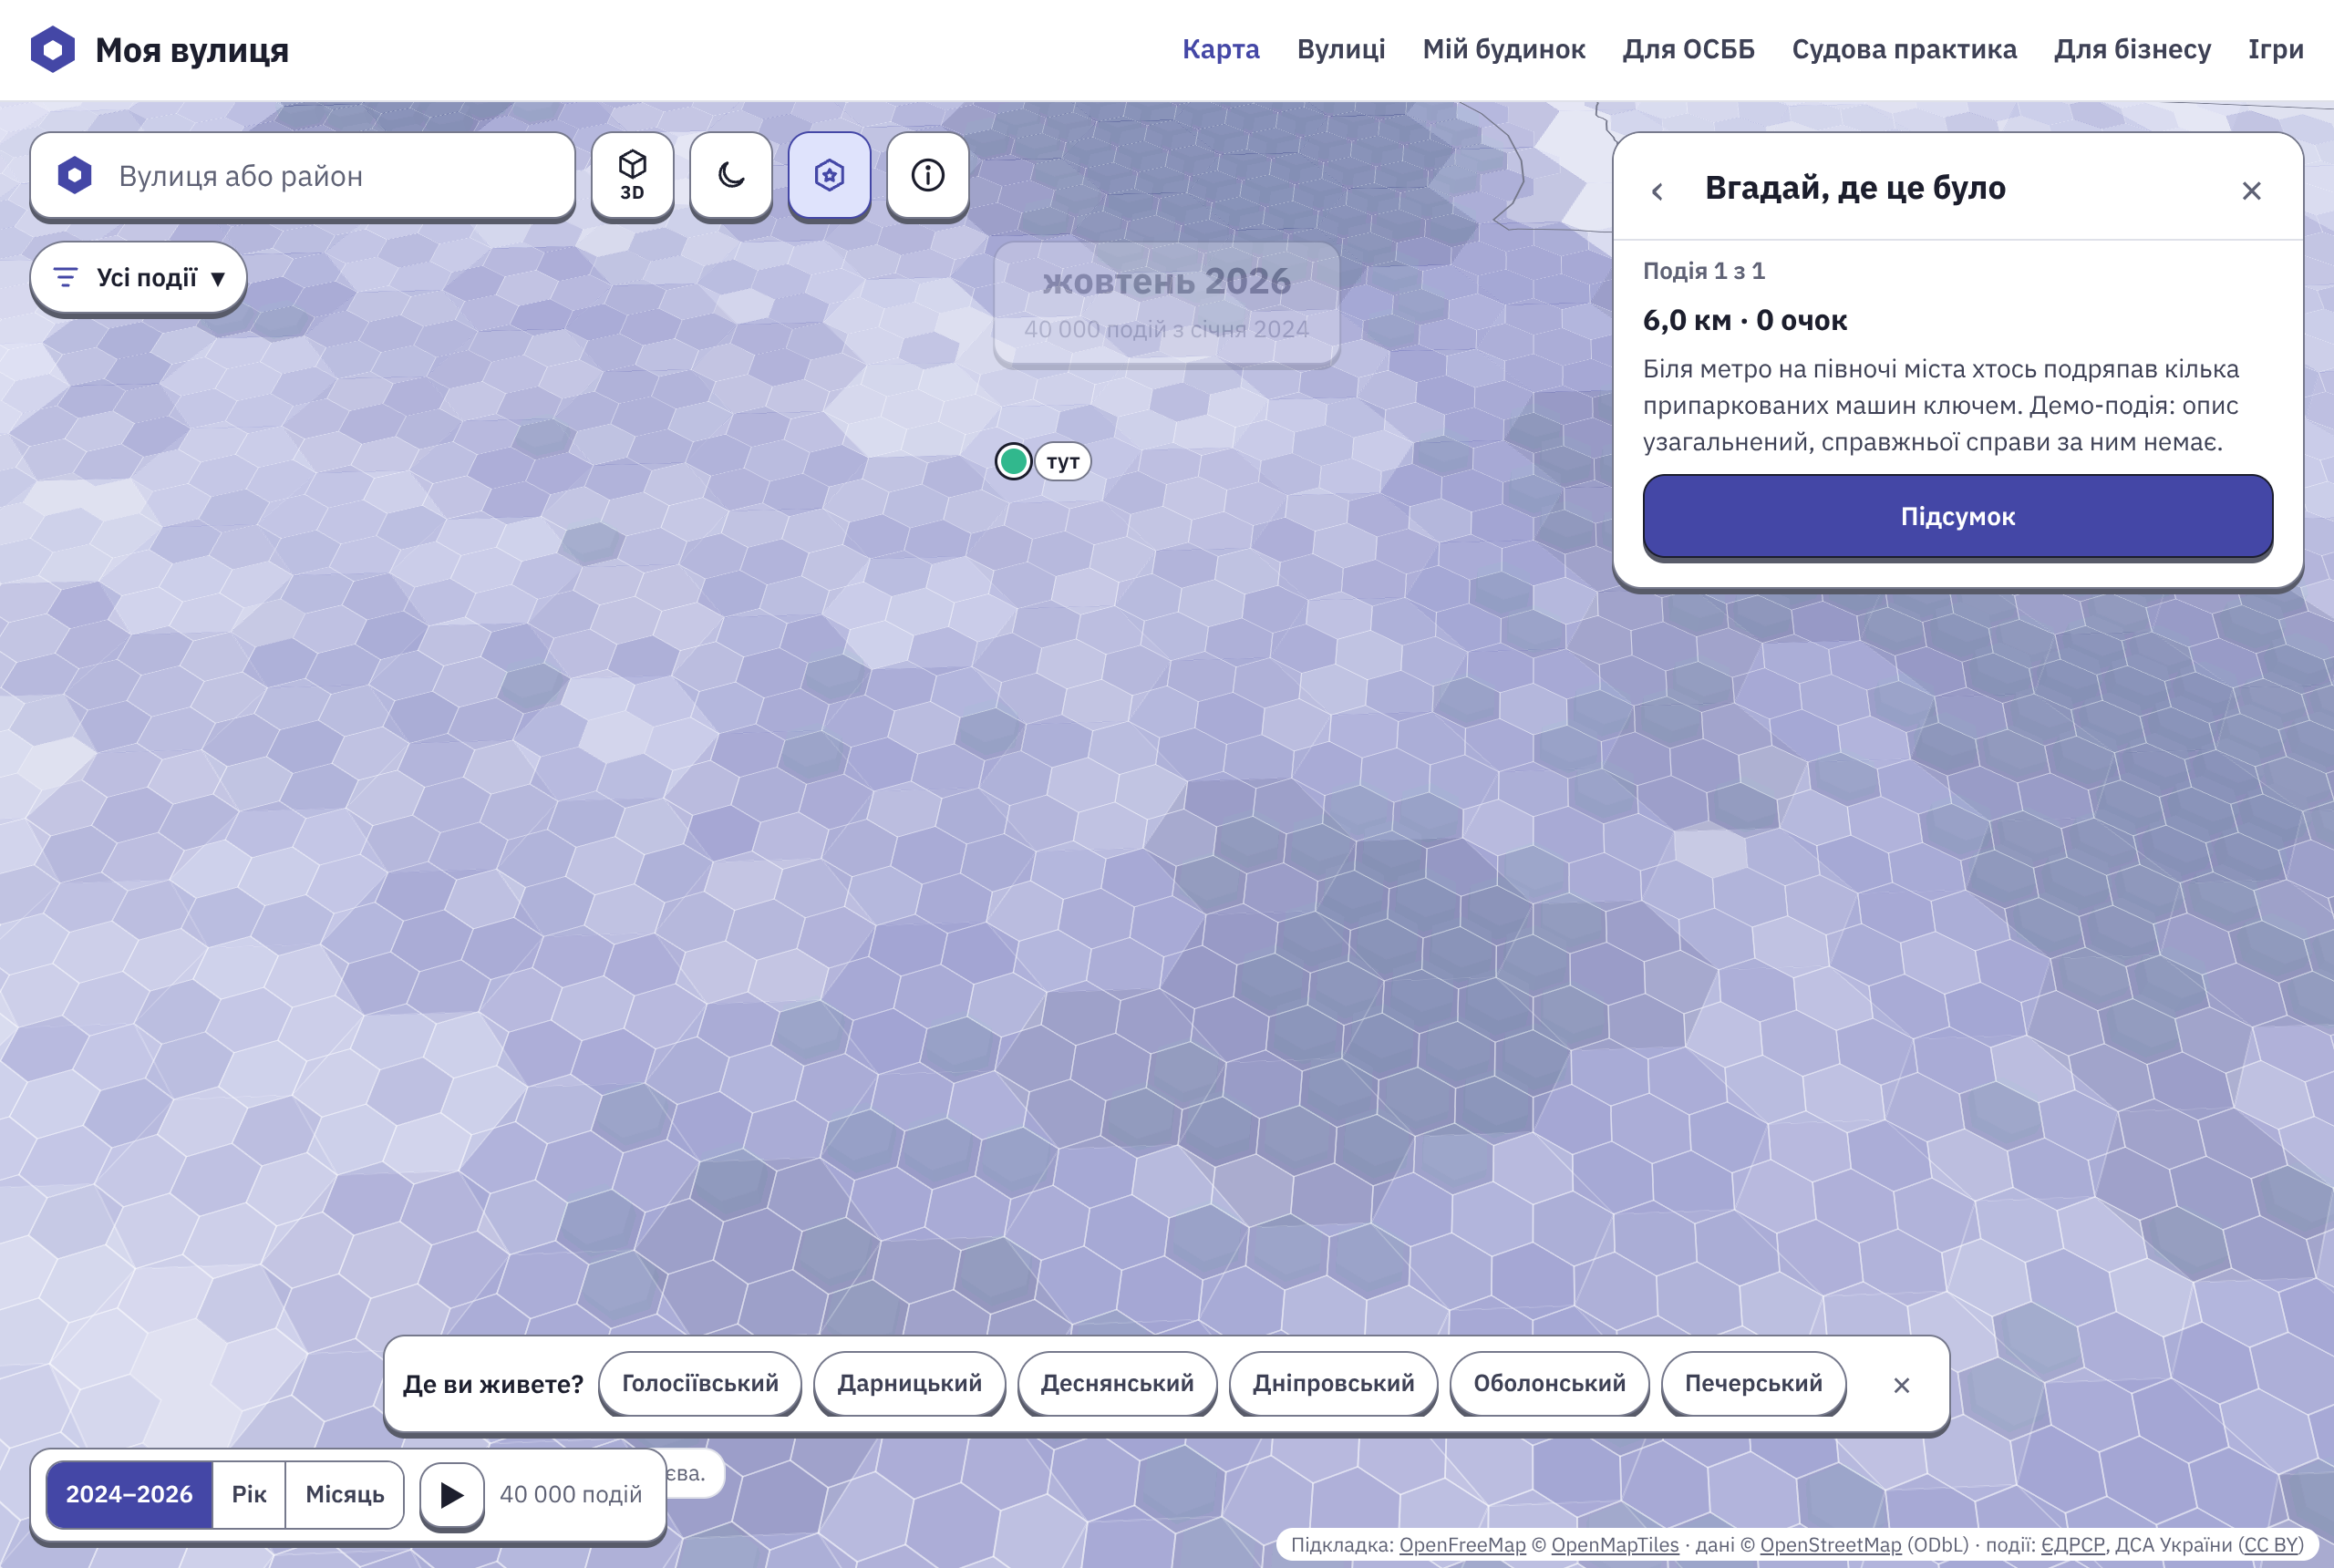 Моя вулиця
Карта
Вулиці
Мій будинок
Для ОСББ
Судова практика
Для бізнесу
Ігри
Вулиця або район
3D
Усі події ▼
жовтень 2026
40 000 подій з січня 2024
тут
Вгадай, де це було
Подія 1 з 1
6,0 км · 0 очок
Біля метро на півночі міста хтось подряпав кілька
припаркованих машин ключем. Демо-подія: опис
узагальнений, справжньої справи за ним немає.
Підсумок
Де ви живете?
Голосіївський
Дарницький
Деснянський
Дніпровський
Оболонський
Печерський
2024–2026
Рік
Місяць
40 000 подій
єва.
Підкладка: OpenFreeMap © OpenMapTiles · дані © OpenStreetMap (ODbL) · події: ЄДРСР, ДСА України (CC BY)